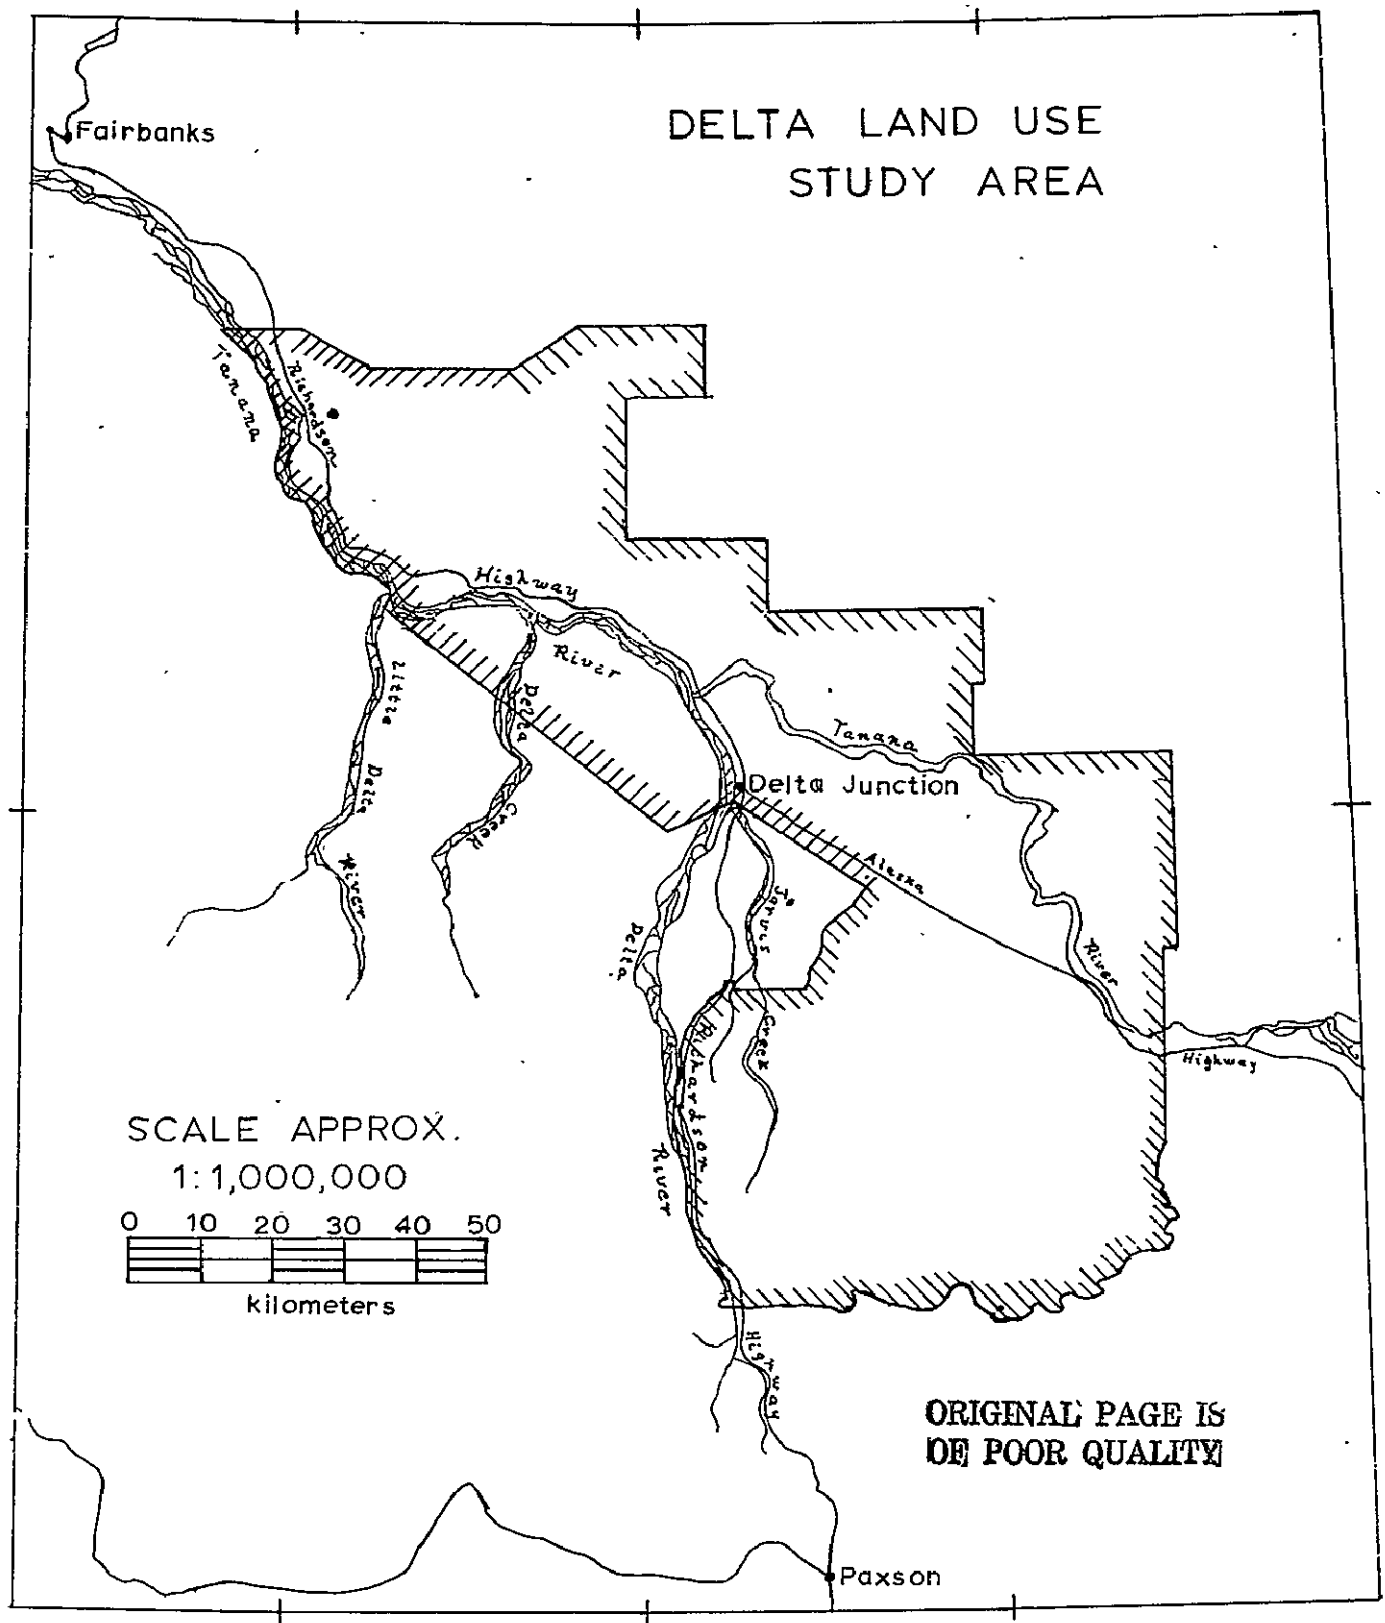 Fairbanks
DELTA LAND USE
STUDY AREA
Tanana
Richardson
Highway
River
Little
Delta
River
Delta
Creek
Tanana
Delta Junction
Alaska
River
Highway
Jarvis
Creek
Delta
River
Richardson
Highway
SCALE APPROX.
1:1,000,000
0 10 20 30 40 50
kilometers
ORIGINAL PAGE IS
OF POOR QUALITY
Paxson